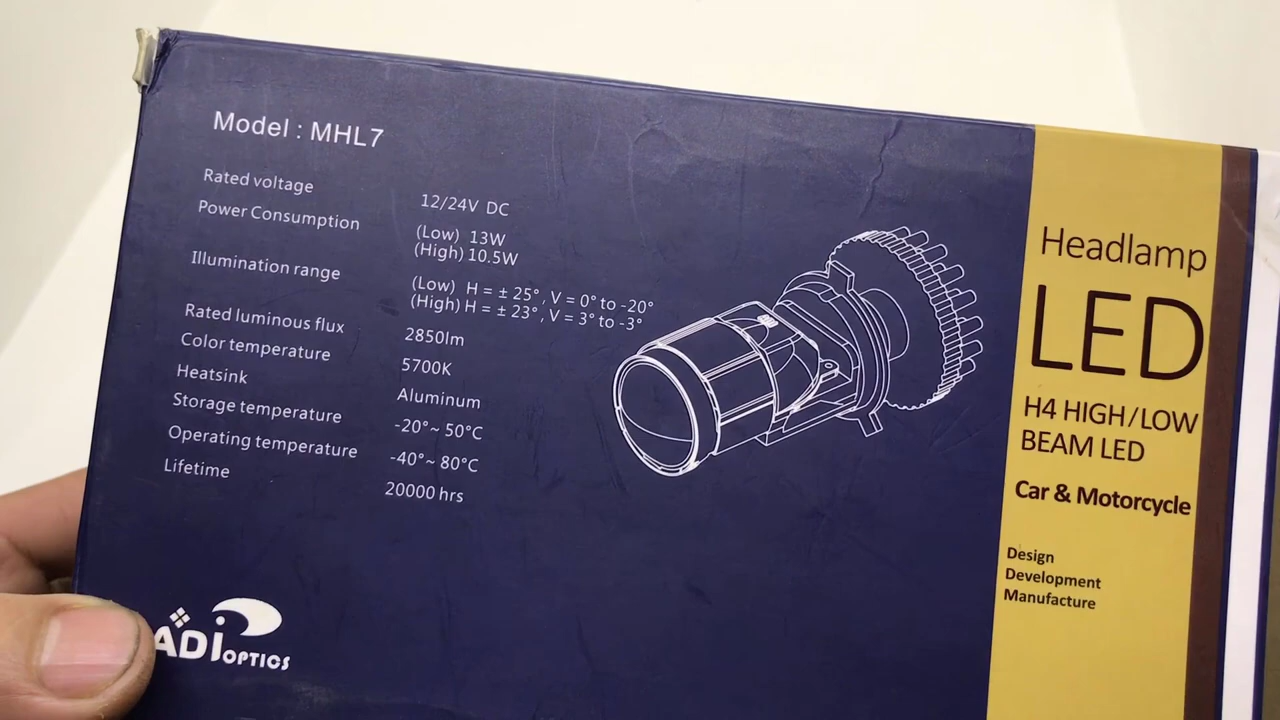 Model : MHL7
Rated voltage 12/24V DC
Power Consumption (Low) 13W
(High) 10.5W
Illumination range (Low) H = ± 25° , V = 0° to -20°
(High) H = ± 23° , V = 3° to -3°
Rated luminous flux 2850lm
Color temperature 5700K
Heatsink Aluminum
Storage temperature -20°~ 50°C
Operating temperature -40°~ 80°C
Lifetime 20000 hrs
ADi OPTICS
Headlamp
LED
H4 HIGH/LOW
BEAM LED
Car & Motorcycle
Design
Development
Manufacture